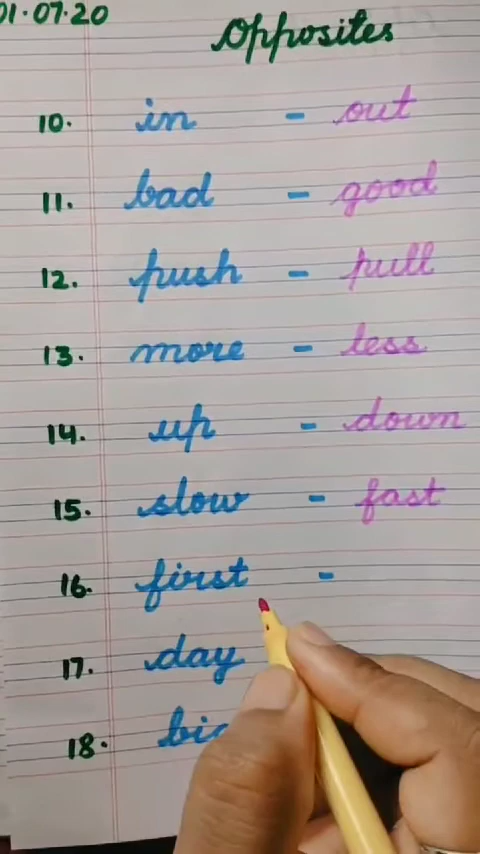 01.07.20
Opposites
10. in - out
11. bad - good
12. push - pull
13. more - less
14. up - down
15. slow - fast
16. first -
17. day
18.